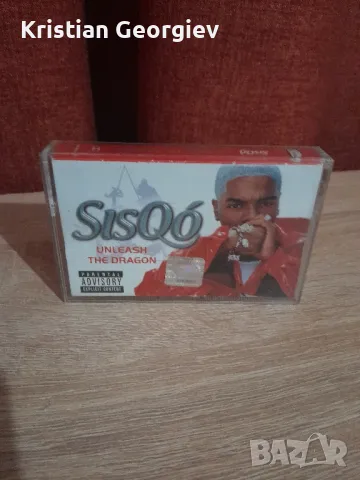 Kristian Georgiev
SISQÓ
UNLEASH
THE DRAGON
PARENTAL
ADVISORY
EXPLICIT CONTENT
BAZAR